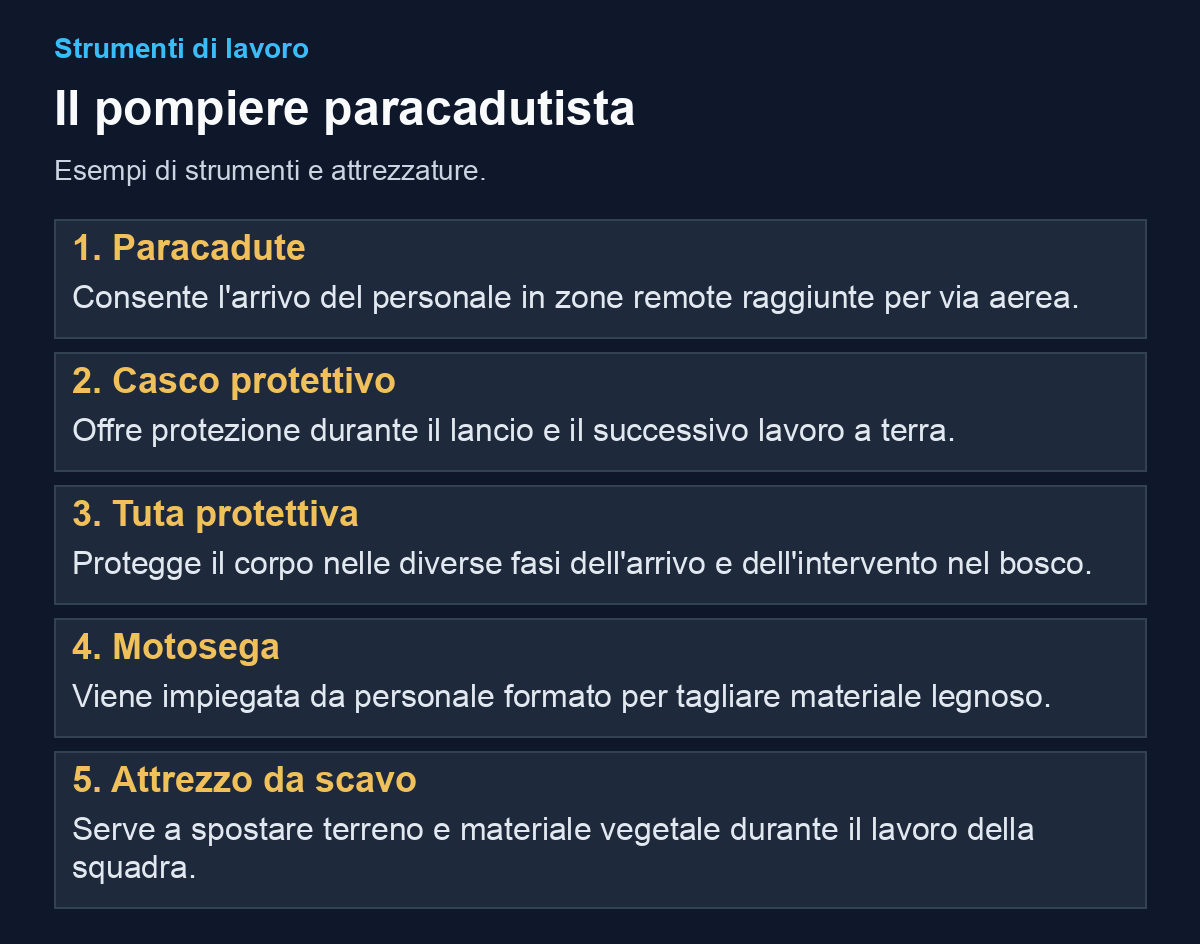 Strumenti di lavoro
Il pompiere paracadutista
Esempi di strumenti e attrezzature.
1. Paracadute
Consente l'arrivo del personale in zone remote raggiunte per via aerea.
2. Casco protettivo
Offre protezione durante il lancio e il successivo lavoro a terra.
3. Tuta protettiva
Protegge il corpo nelle diverse fasi dell'arrivo e dell'intervento nel bosco.
4. Motosega
Viene impiegata da personale formato per tagliare materiale legnoso.
5. Attrezzo da scavo
Serve a spostare terreno e materiale vegetale durante il lavoro della
squadra.